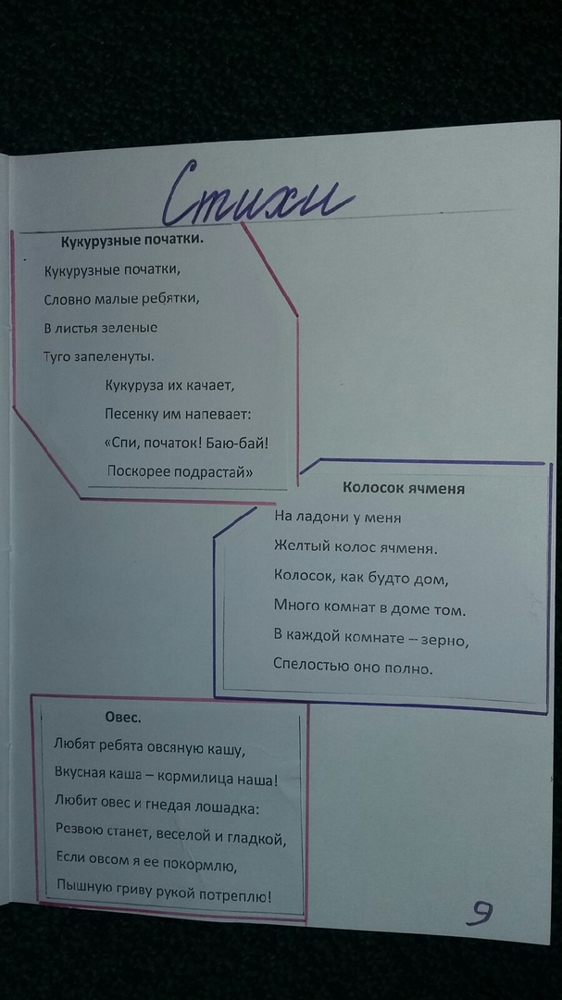 Стихи
Кукурузные початки.
Кукурузные початки,
Словно малые ребятки,
В листья зеленые
Туго запеленуты.
Кукуруза их качает,
Песенку им напевает:
«Спи, початок! Баю-бай!
Поскорее подрастай»
Колосок ячменя
На ладони у меня
Желтый колос ячменя.
Колосок, как будто дом,
Много комнат в доме том.
В каждой комнате – зерно,
Спелостью оно полно.
Овес.
Любят ребята овсяную кашу,
Вкусная каша – кормилица наша!
Любит овес и гнедая лошадка:
Резвою станет, веселой и гладкой,
Если овсом я ее покормлю,
Пышную гриву рукой потреплю!
9